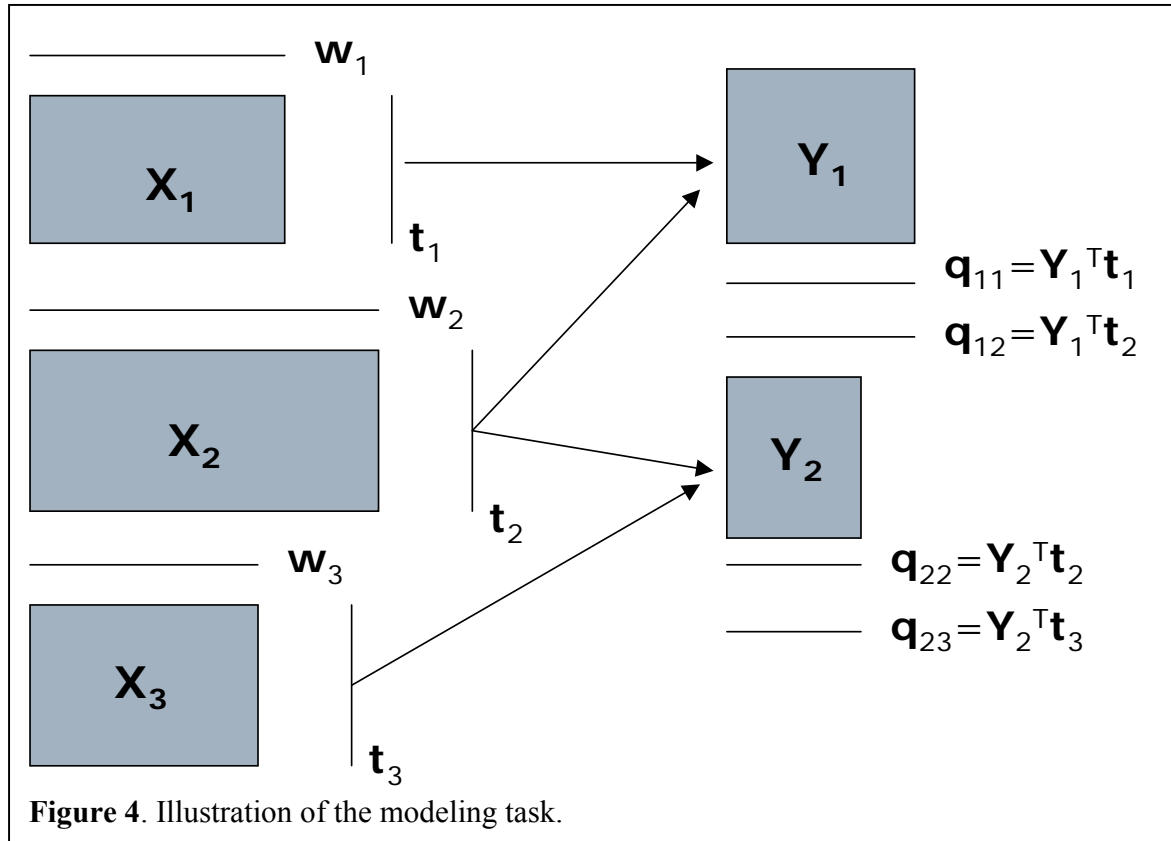 w₁
X₁
t₁
Y₁
q₁₁=Y₁ᵀt₁
w₂
q₁₂=Y₁ᵀt₂
X₂
t₂
Y₂
w₃
q₂₂=Y₂ᵀt₂
q₂₃=Y₂ᵀt₃
X₃
t₃
Figure 4. Illustration of the modeling task.